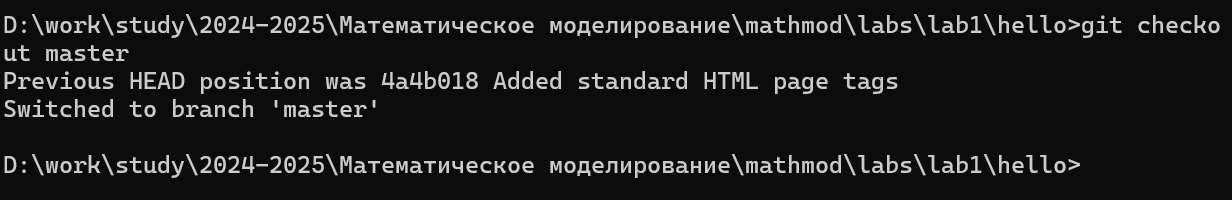 D:\work\study\2024-2025\Математическое моделирование\mathmod\labs\lab1\hello>git checko
ut master
Previous HEAD position was 4a4b018 Added standard HTML page tags
Switched to branch 'master'
D:\work\study\2024-2025\Математическое моделирование\mathmod\labs\lab1\hello>